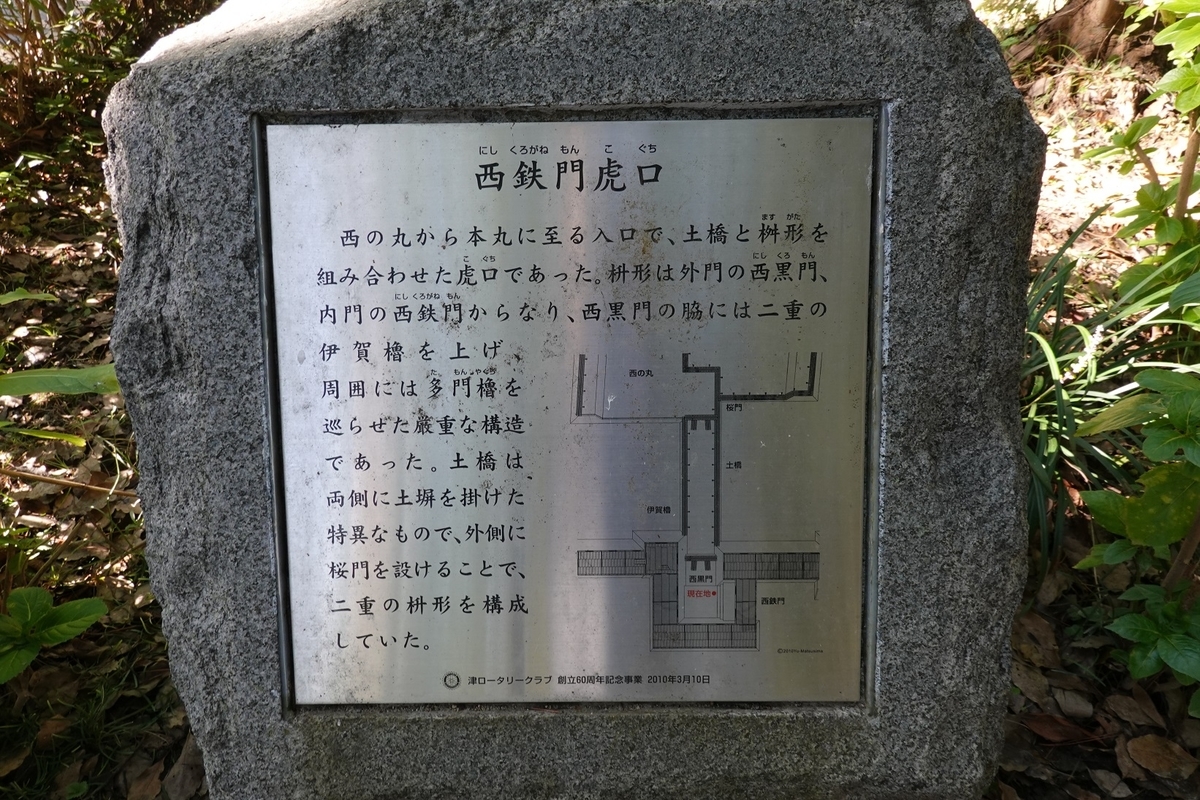 にし くろがね もん こ ぐち
西鉄門虎口
ます がた
西の丸から本丸に至る入口で、土橋と桝形を
こ ぐち にし くろ もん
組み合わせた虎口であった。枡形は外門の西黒門、
にし くろがね もん
内門の西鉄門からなり、西黒門の脇には二重の
伊賀櫓を上げ、
た もん やぐら
周囲には多門櫓を
巡らせた厳重な構造
であった。土橋は
両側に土塀を掛けた
特異なもので、外側に
桜門を設けることで、
二重の枡形を構成
していた。
西の丸
桜門
土橋
伊賀櫓
西黒門
現在地
西鉄門
津ロータリークラブ 創立60周年記念事業 2010年3月10日